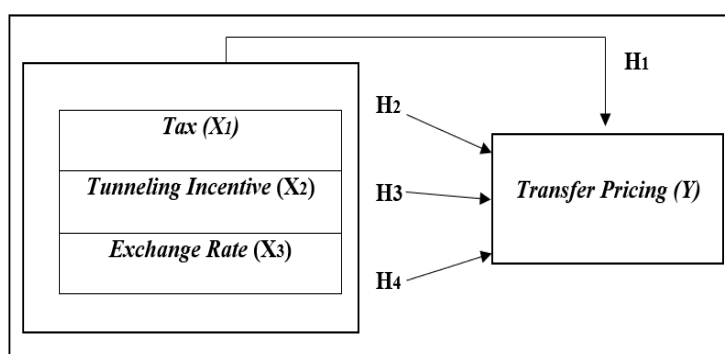 H1
H2
Tax (X1)
Tunneling Incentive (X2)
H3
Transfer Pricing (Y)
Exchange Rate (X3)
H4